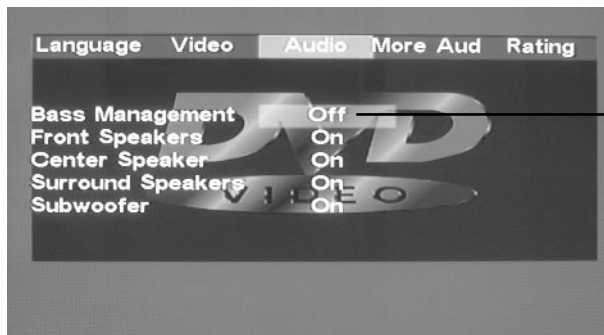 Language Video Audio More Aud Rating
Bass Management Off
Front Speakers On
Center Speaker On
Surround Speakers On
Subwoofer On
DVD
VIDEO